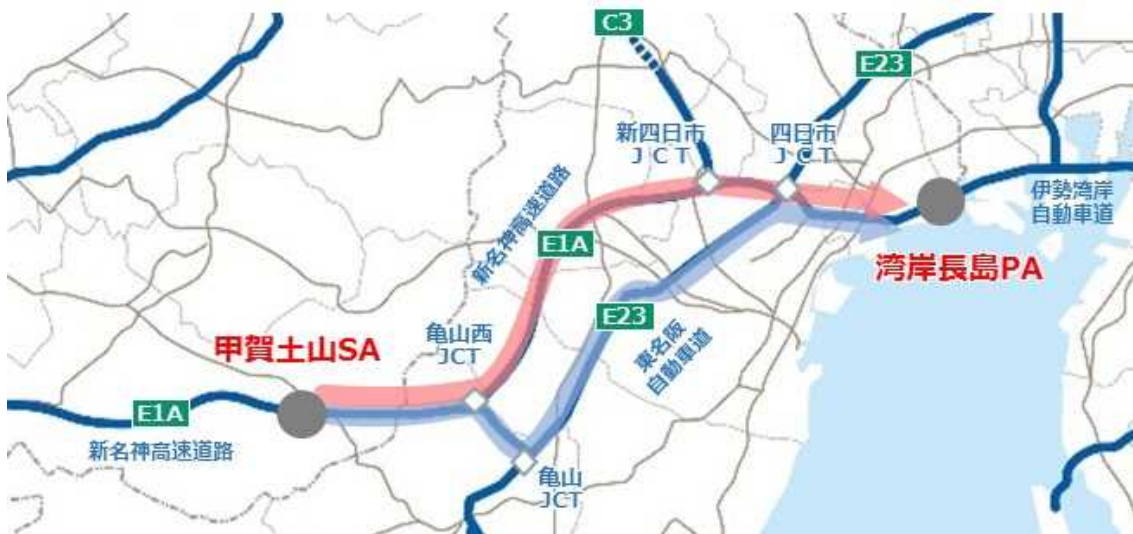 C3
E23
新四日市
JCT
四日市
JCT
伊勢湾岸
自動車道
新名神高速道路
E1A
湾岸長島PA
E23
亀山西
JCT
東名阪
自動車道
甲賀土山SA
E1A
新名神高速道路
亀山
JCT